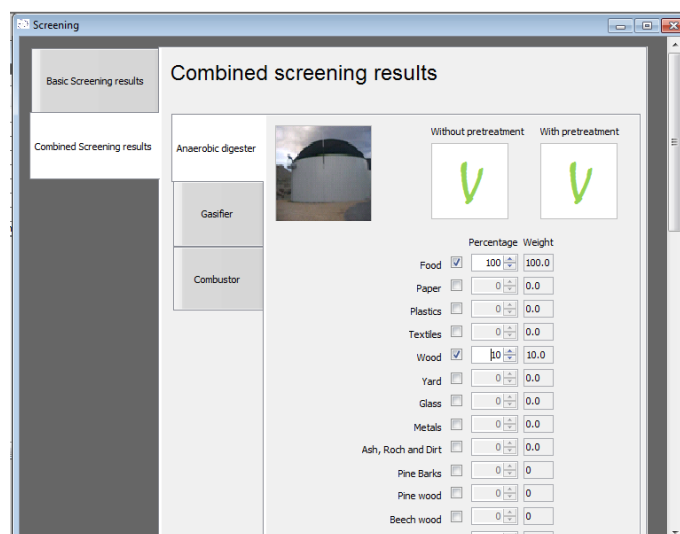 Screening
Basic Screening results
Combined Screening results
Combined screening results
Anaerobic digester
Gasifier
Combustor
Without pretreatment With pretreatment
Percentage Weight
Food 100 100.0
Paper 0 0.0
Plastics 0 0.0
Textiles 0 0.0
Wood 10 10.0
Yard 0 0.0
Glass 0 0.0
Metals 0 0.0
Ash, Roch and Dirt 0 0.0
Pine Barks 0 0
Pine wood 0 0
Beech wood 0 0